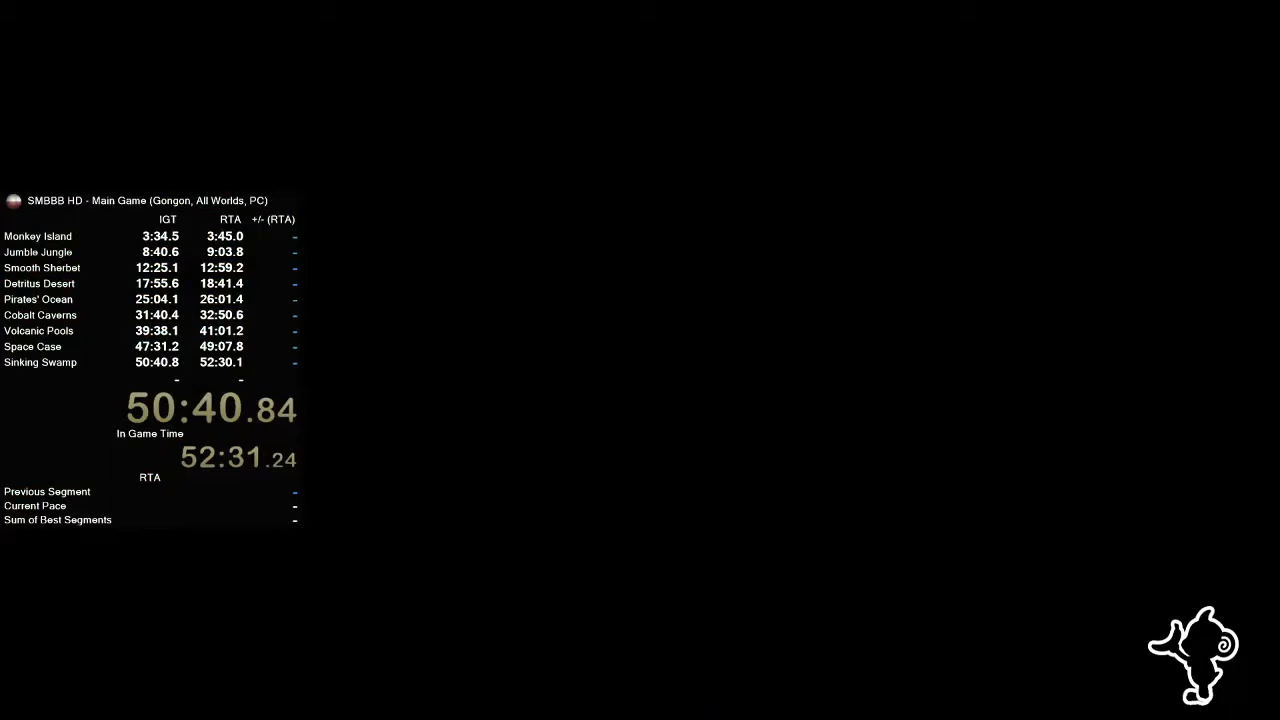 SMBBB HD - Main Game (Gongon, All Worlds, PC)
IGT RTA +/- (RTA)
Monkey Island 3:34.5 3:45.0 -
Jumble Jungle 8:40.6 9:03.8 -
Smooth Sherbet 12:25.1 12:59.2 -
Detritus Desert 17:55.6 18:41.4 -
Pirates' Ocean 25:04.1 26:01.4 -
Cobalt Caverns 31:40.4 32:50.6 -
Volcanic Pools 39:38.1 41:01.2 -
Space Case 47:31.2 49:07.8 -
Sinking Swamp 50:40.8 52:30.1 -
- -
50:40.84
In Game Time
52:31.24
RTA
Previous Segment -
Current Pace -
Sum of Best Segments -